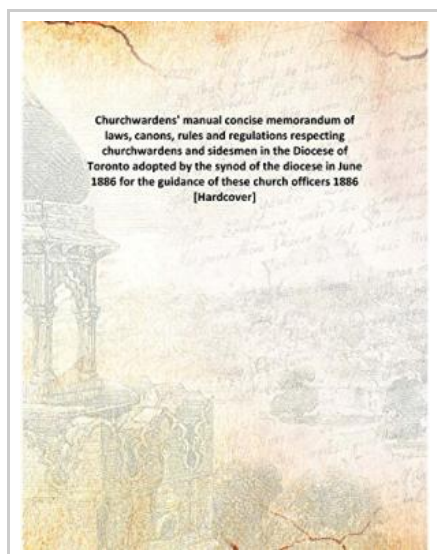 Churchwardens' manual concise memorandum of
laws, canons, rules and regulations respecting
churchwardens and sidesmen in the Diocese of
Toronto adopted by the synod of the diocese in June
1886 for the guidance of these church officers 1886
[Hardcover]